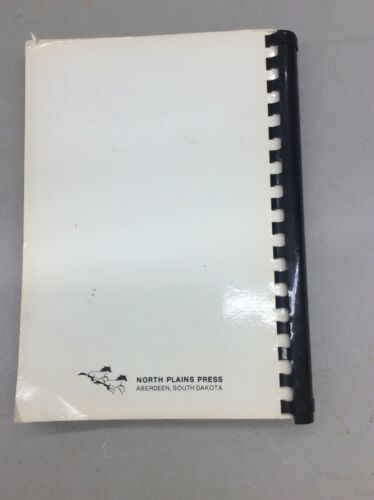 NORTH PLAINS PRESS
ABERDEEN, SOUTH DAKOTA